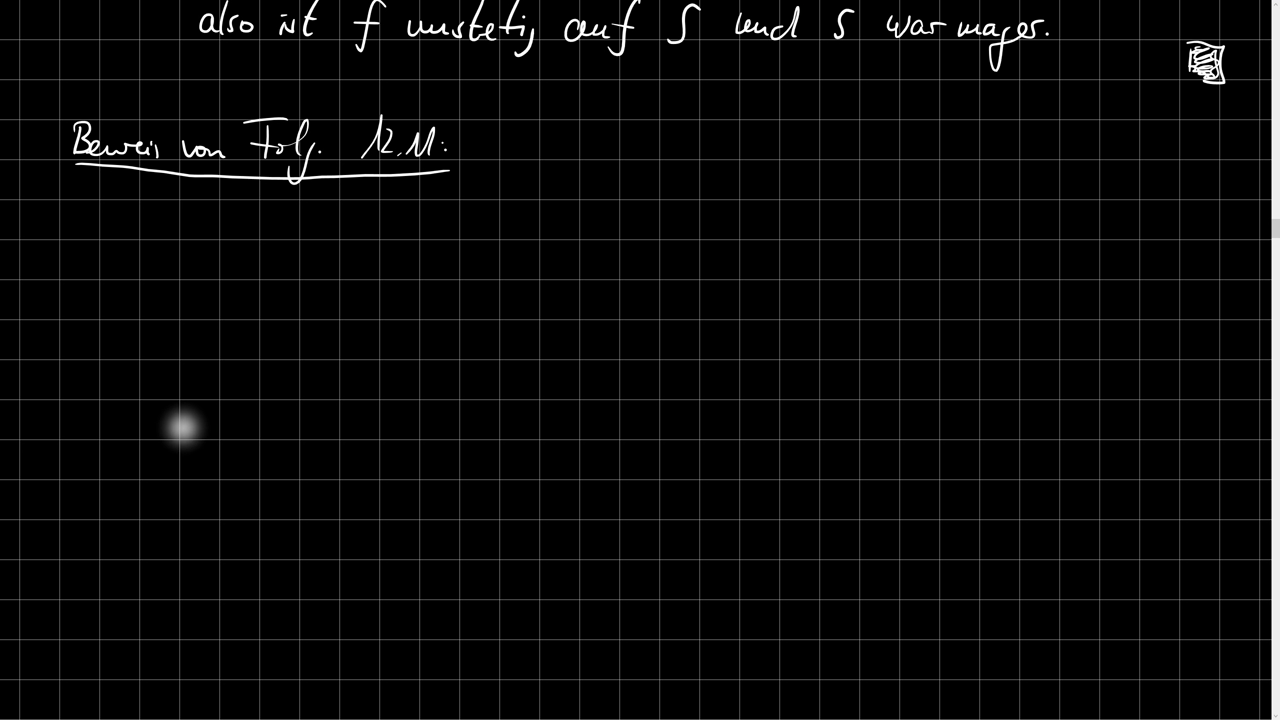 also ist f unstetig auf S und S war mager.
Beweis von Folg. 12.11: